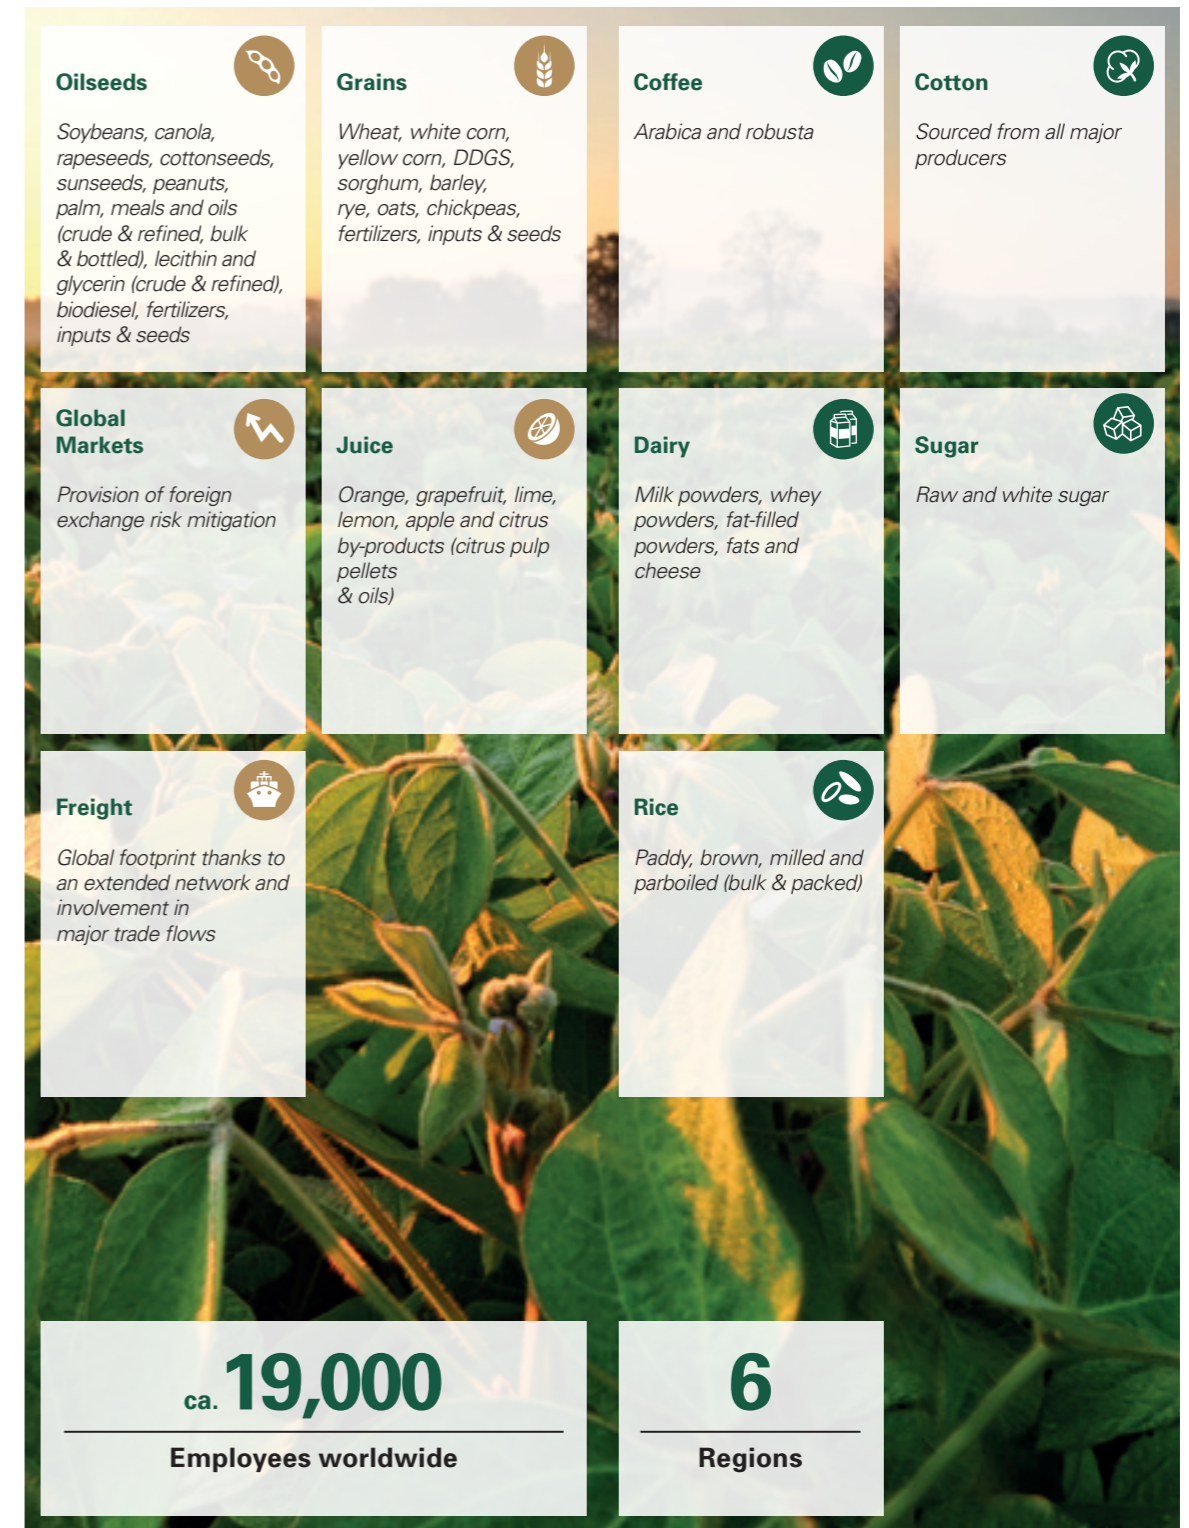 Oilseeds
Soybeans, canola,
rapeseeds, cottonseeds,
sunseeds, peanuts,
palm, meals and oils
(crude & refined, bulk
& bottled), lecithin and
glycerin (crude & refined),
biodiesel, fertilizers,
inputs & seeds
Grains
Wheat, white corn,
yellow corn, DDGS,
sorghum, barley,
rye, oats, chickpeas,
fertilizers, inputs & seeds
Coffee
Arabica and robusta
Cotton
Sourced from all major
producers
Global
Markets
Provision of foreign
exchange risk mitigation
Juice
Orange, grapefruit, lime,
lemon, apple and citrus
by-products (citrus pulp
pellets
& oils)
Dairy
Milk powders, whey
powders, fat-filled
powders, fats and
cheese
Sugar
Raw and white sugar
Freight
Global footprint thanks to
an extended network and
involvement in
major trade flows
Rice
Paddy, brown, milled and
parboiled (bulk & packed)
ca. 19,000
Employees worldwide
6
Regions